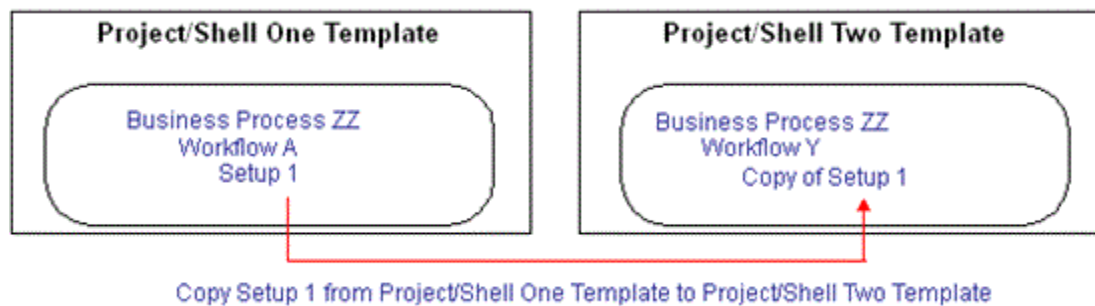 Project/Shell One Template
Business Process ZZ
Workflow A
Setup 1
Project/Shell Two Template
Business Process ZZ
Workflow Y
Copy of Setup 1
Copy Setup 1 from Project/Shell One Template to Project/Shell Two Template